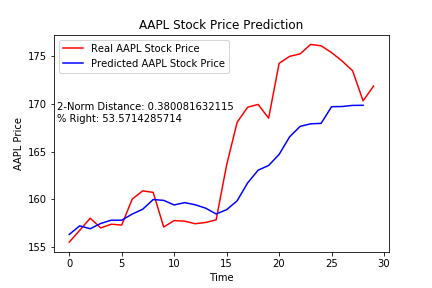 AAPL Stock Price Prediction
Real AAPL Stock Price
Predicted AAPL Stock Price
2-Norm Distance: 0.380081632115
% Right: 53.5714285714
AAPL Price
175
170
165
160
155
0 5 10 15 20 25 30
Time